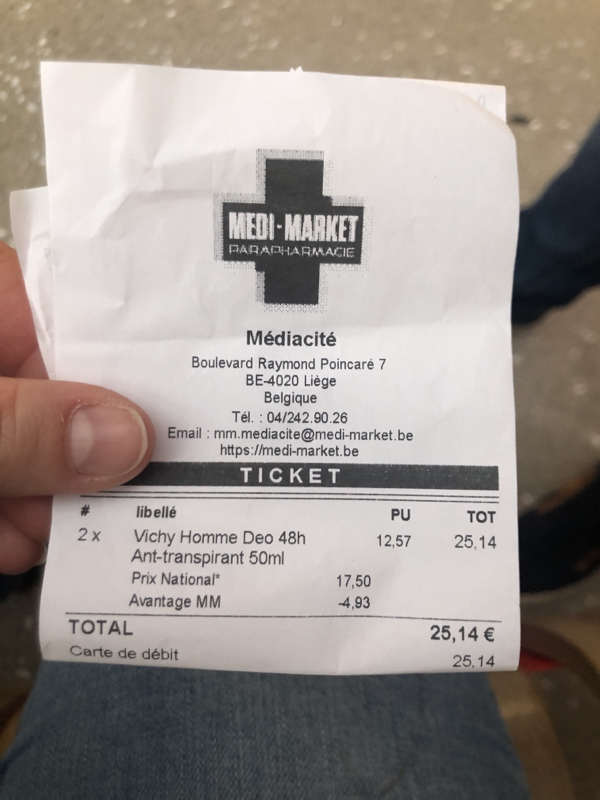 MEDI-MARKET
PARAPHARMACIE
Médiacité
Boulevard Raymond Poincaré 7
BE-4020 Liège
Belgique
Tél. : 04/242.90.26
Email : mm.mediacite@medi-market.be
https://medi-market.be
TICKET
# libellé PU TOT
2 x Vichy Homme Deo 48h 12,57 25,14
Ant-transpirant 50ml
Prix National* 17,50
Avantage MM -4,93
TOTAL 25,14 €
Carte de débit 25,14